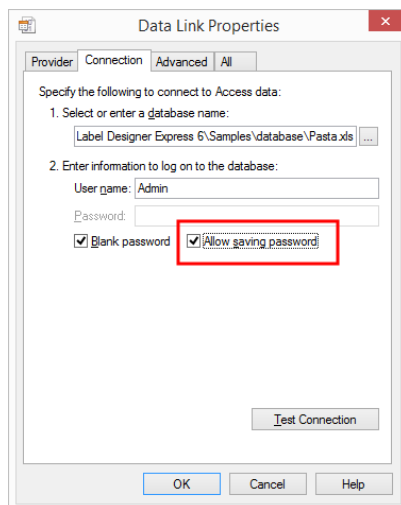 Data Link Properties
Provider Connection Advanced All
Specify the following to connect to Access data:
1. Select or enter a database name:
Label Designer Express 6\Samples\database\Pasta.xls ...
2. Enter information to log on to the database:
User name: Admin
Password:
Blank password Allow saving password
Test Connection
OK Cancel Help